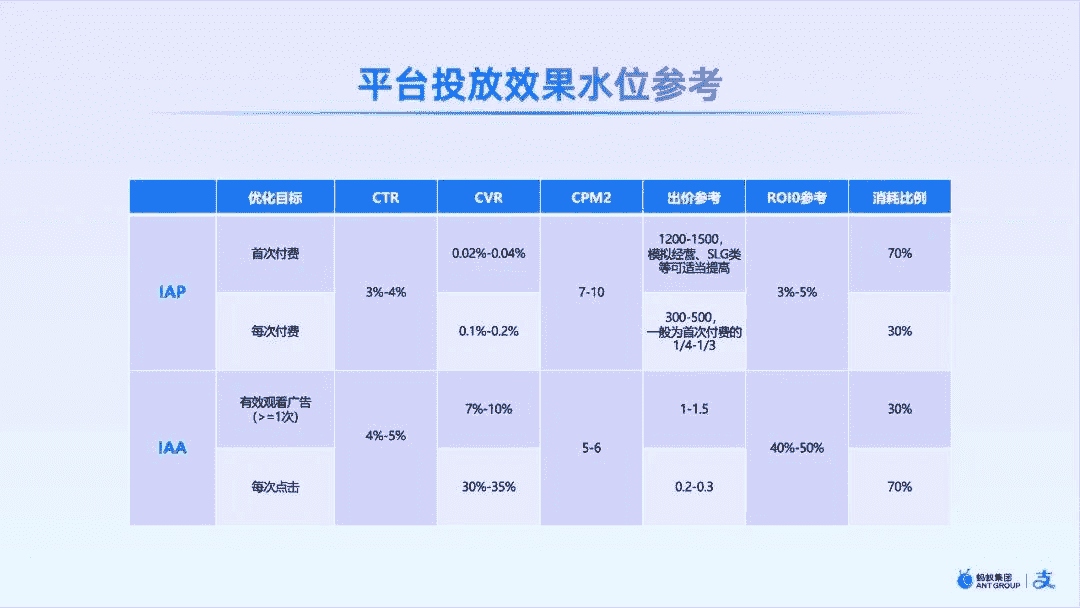 平台投放效果水位参考
优化目标 CTR CVR CPM2 出价参考 ROI0参考 消耗比例
IAP
首次付费
3%-4%
0.02%-0.04%
7-10
1200-1500,
模拟经营、SLG类
等可适当提高
3%-5%
70%
每次付费
0.1%-0.2%
300-500,
一般为首次付费的
1/4-1/3
30%
IAA
有效观看广告
(>=1次)
4%-5%
7%-10%
5-6
1-1.5
40%-50%
30%
每次点击
30%-35%
0.2-0.3
70%
蚂蚁集团
ANT GROUP
支